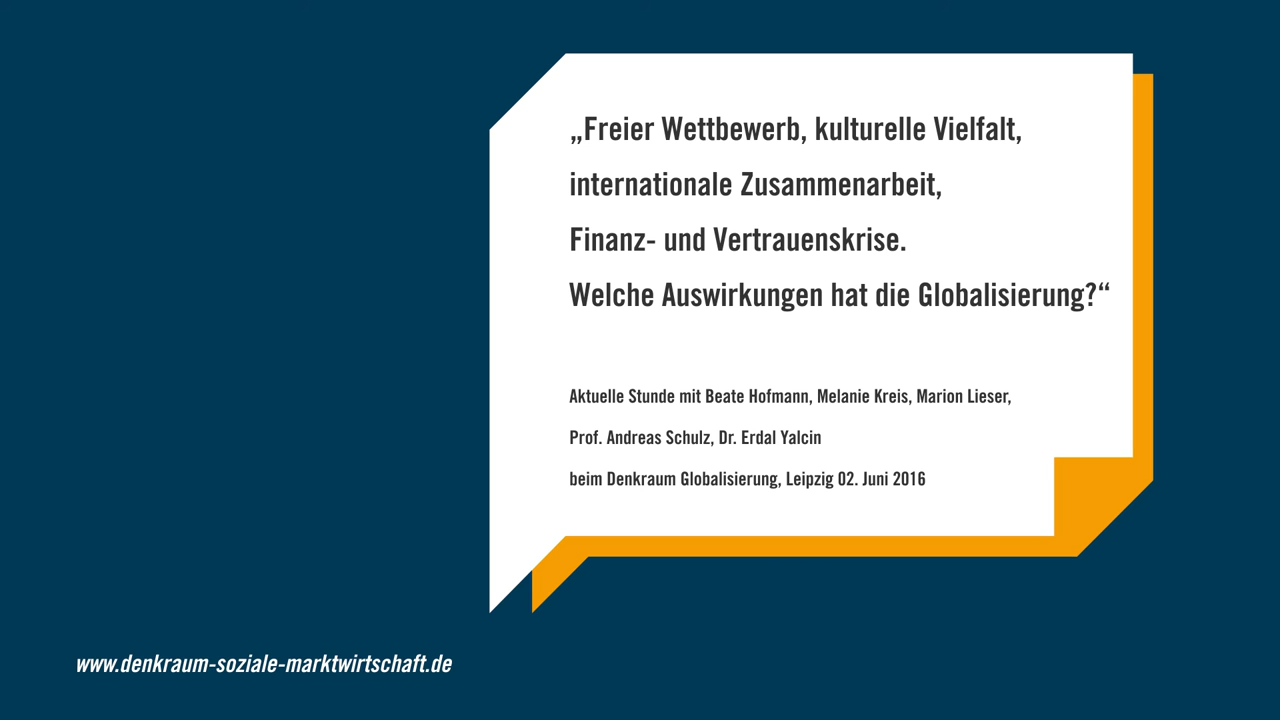 „Freier Wettbewerb, kulturelle Vielfalt,
internationale Zusammenarbeit,
Finanz- und Vertrauenskrise.
Welche Auswirkungen hat die Globalisierung?“
Aktuelle Stunde mit Beate Hofmann, Melanie Kreis, Marion Lieser,
Prof. Andreas Schulz, Dr. Erdal Yalcin
beim Denkraum Globalisierung, Leipzig 02. Juni 2016
www.denkraum-soziale-marktwirtschaft.de